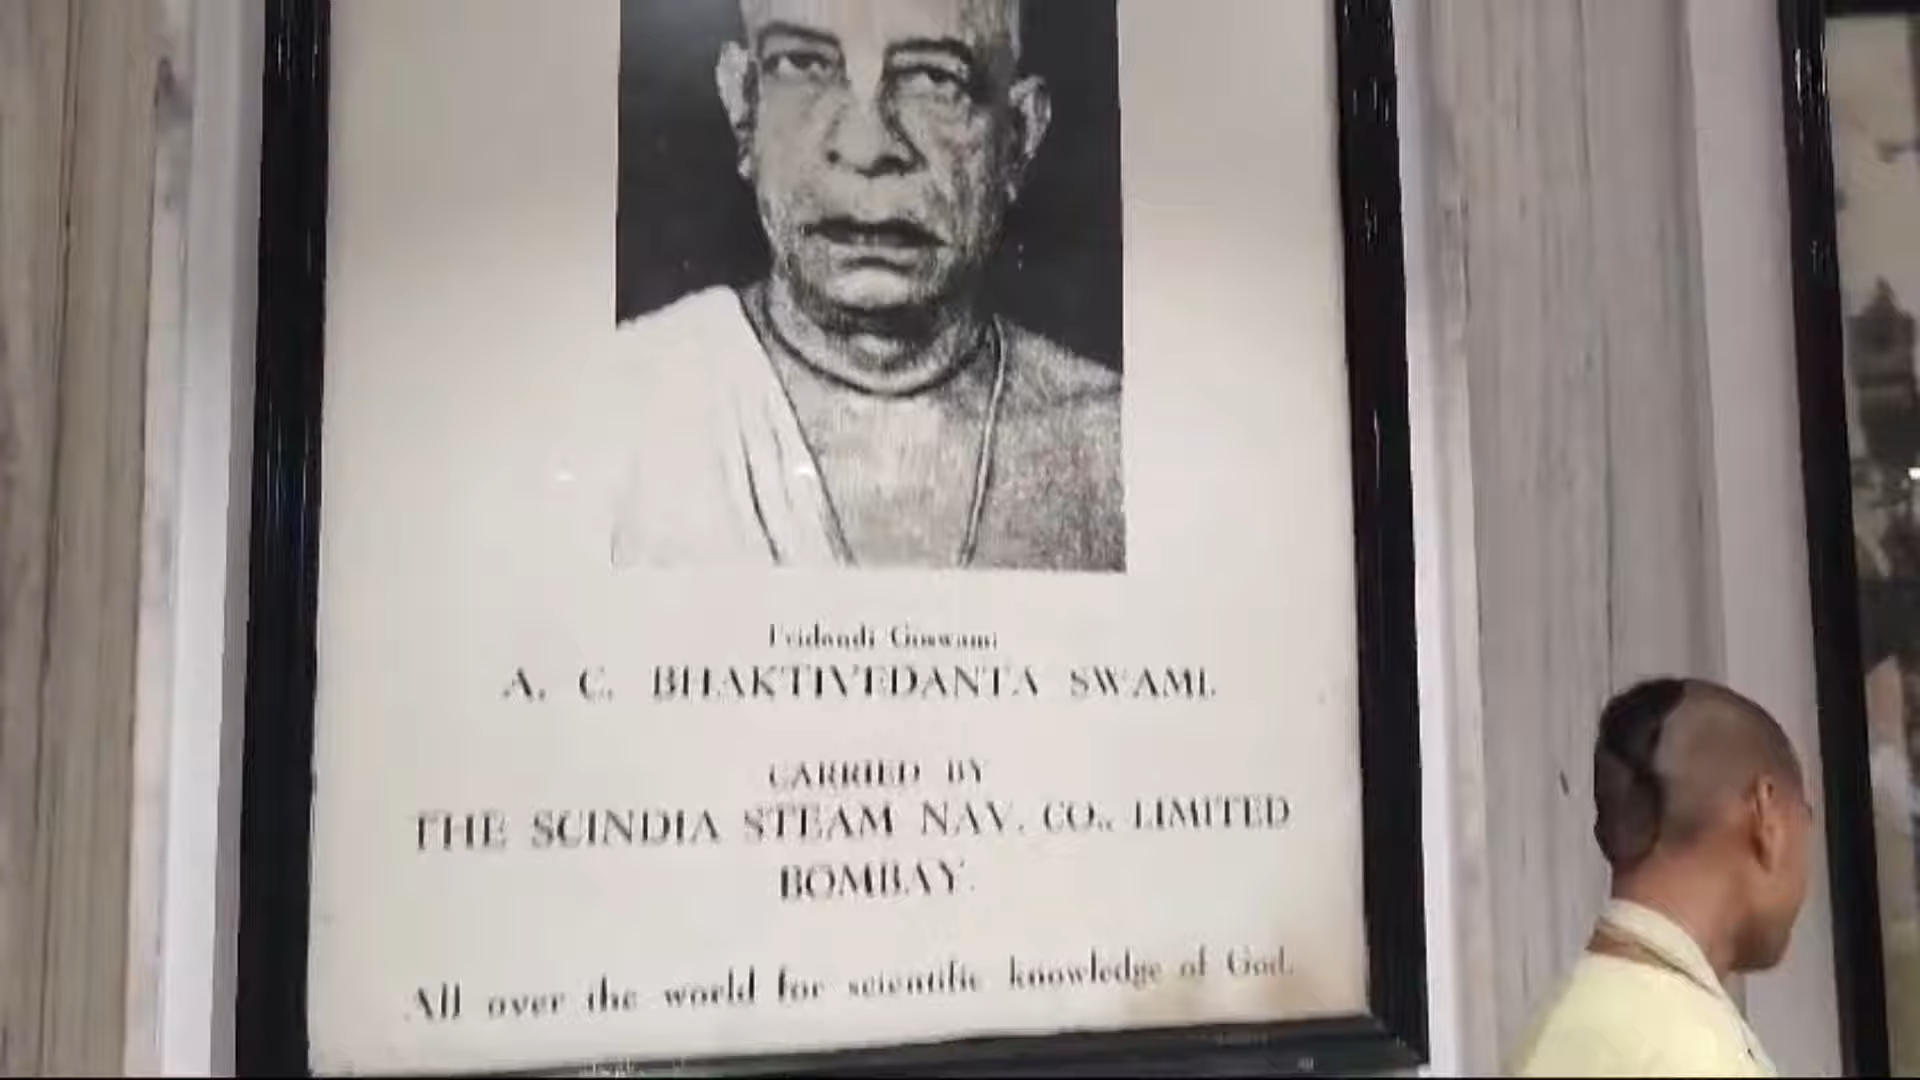 Tridandi Goswami
A. C. BHAKTIVEDANTA SWAMI.
CARRIED BY
THE SCINDIA STEAM NAV. CO., LIMITED
BOMBAY.
All over the world for scientific knowledge of God.